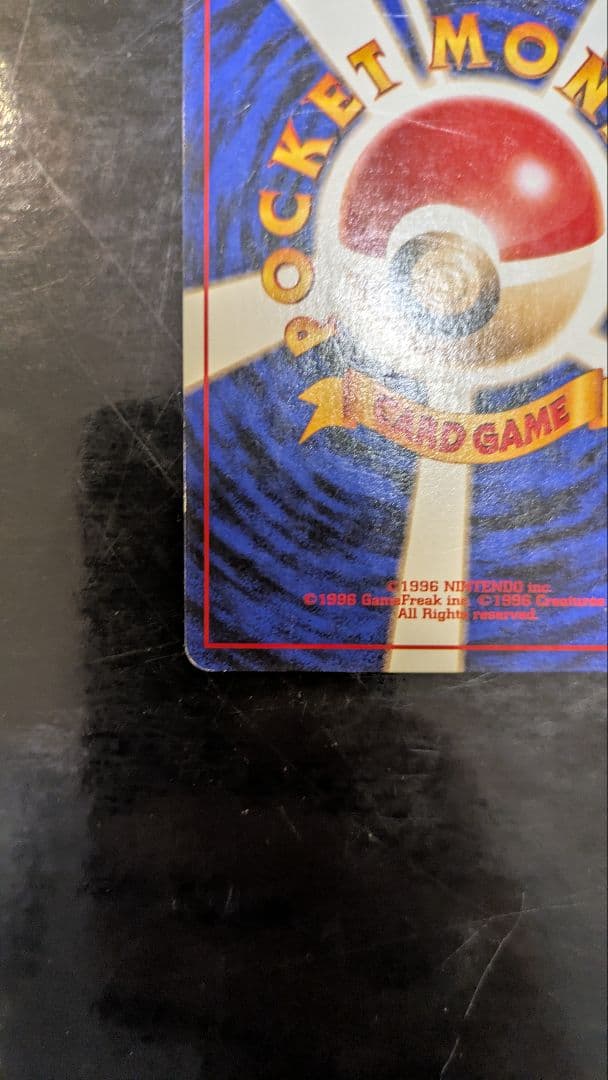 POCKET MON
CARD GAME
©1996 NINTENDO inc.
©1996 GameFreak inc. ©1996 Creatures
All Rights reserved.